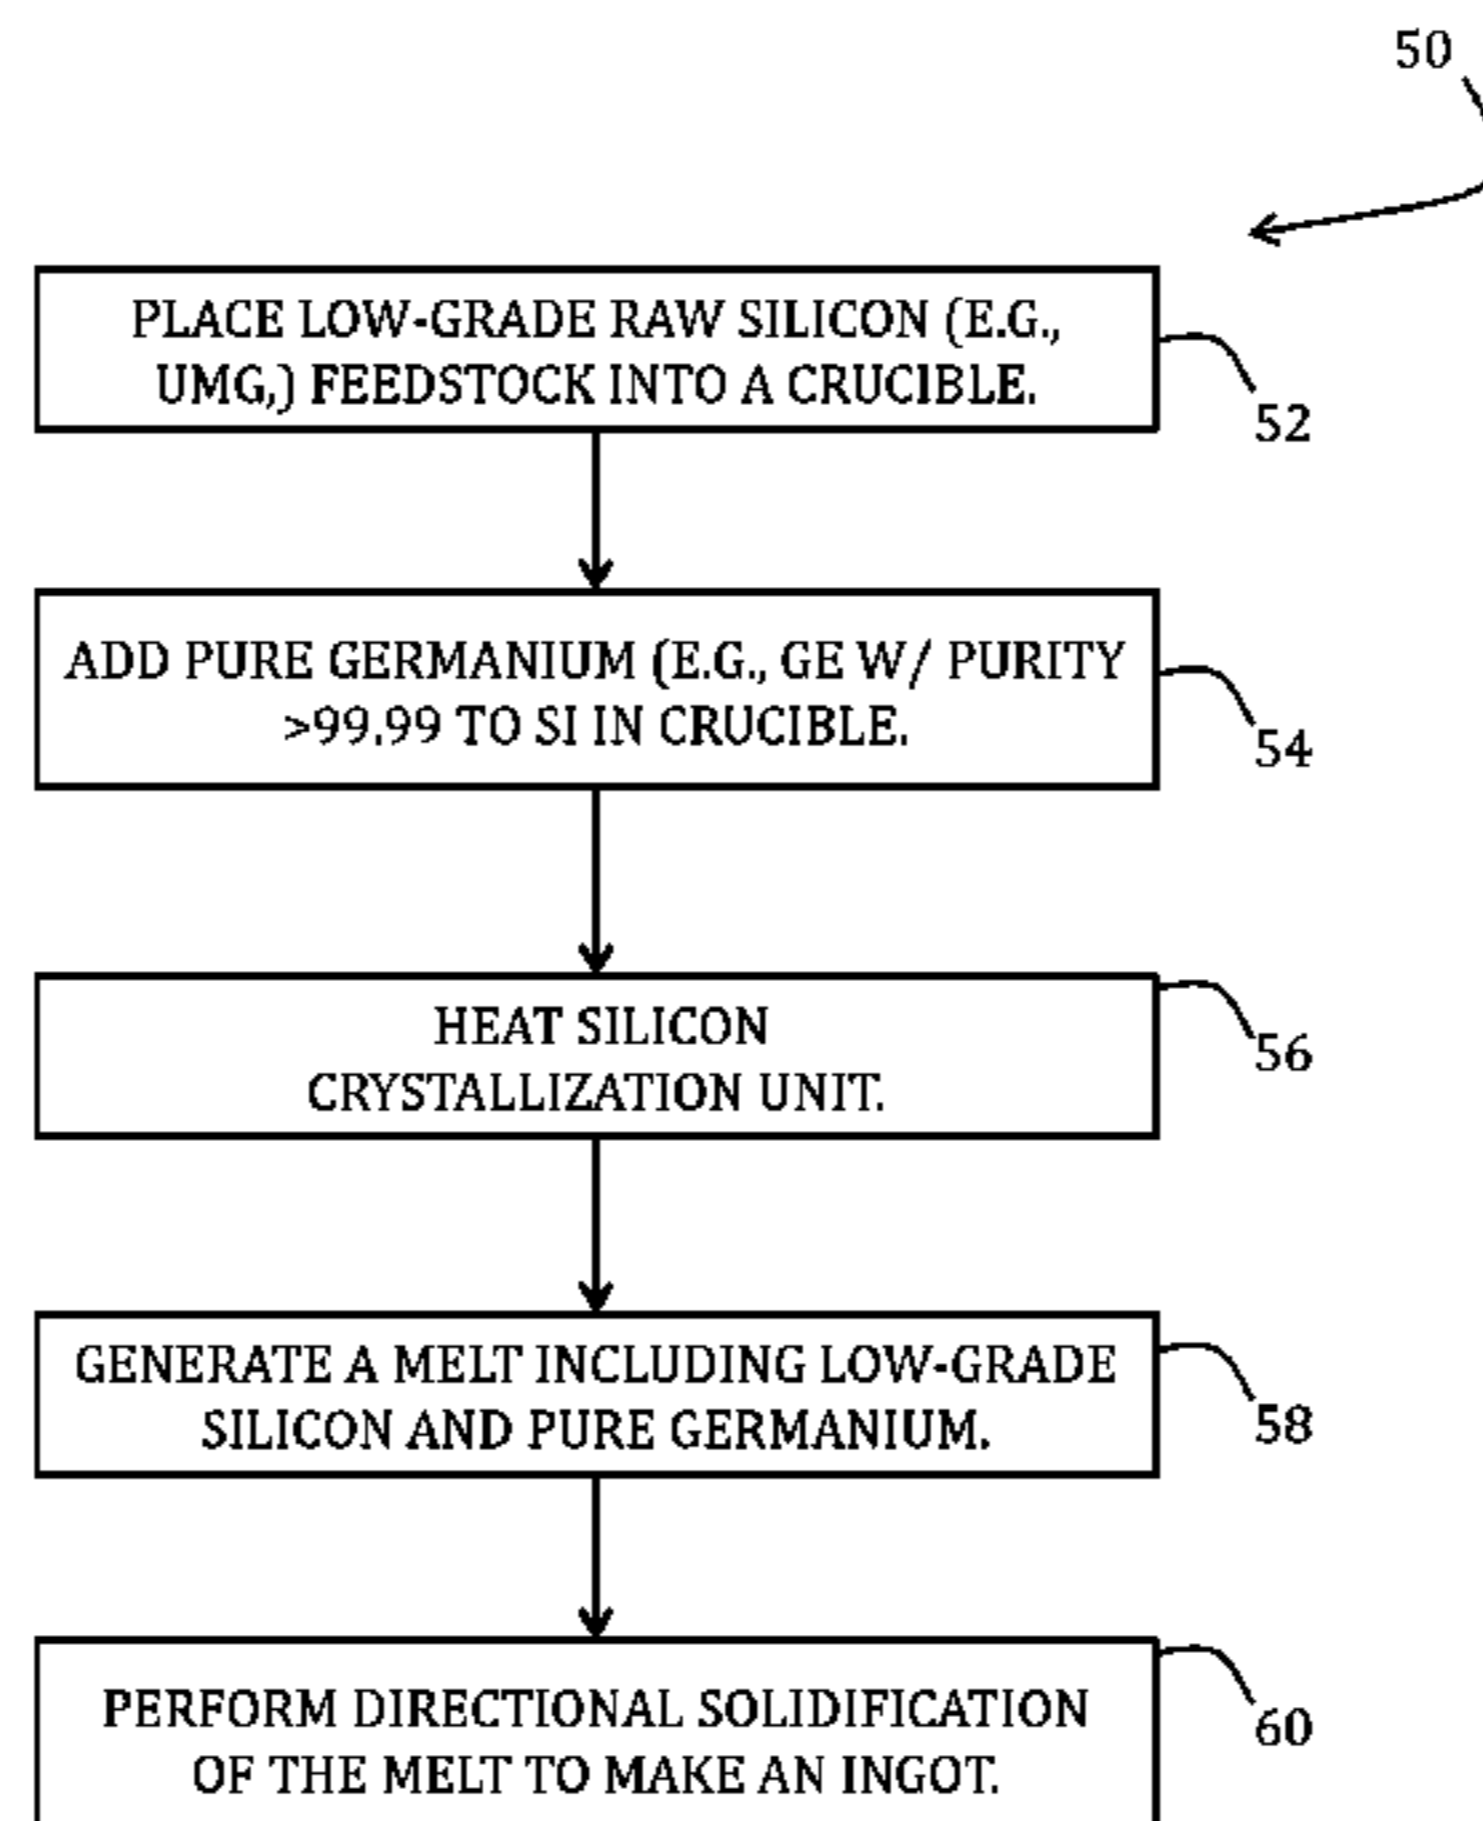 50
PLACE LOW-GRADE RAW SILICON (E.G.,
UMG,) FEEDSTOCK INTO A CRUCIBLE.
52
ADD PURE GERMANIUM (E.G., GE W/ PURITY
>99.99 TO SI IN CRUCIBLE.
54
HEAT SILICON
CRYSTALLIZATION UNIT.
56
GENERATE A MELT INCLUDING LOW-GRADE
SILICON AND PURE GERMANIUM.
58
PERFORM DIRECTIONAL SOLIDIFICATION
OF THE MELT TO MAKE AN INGOT.
60